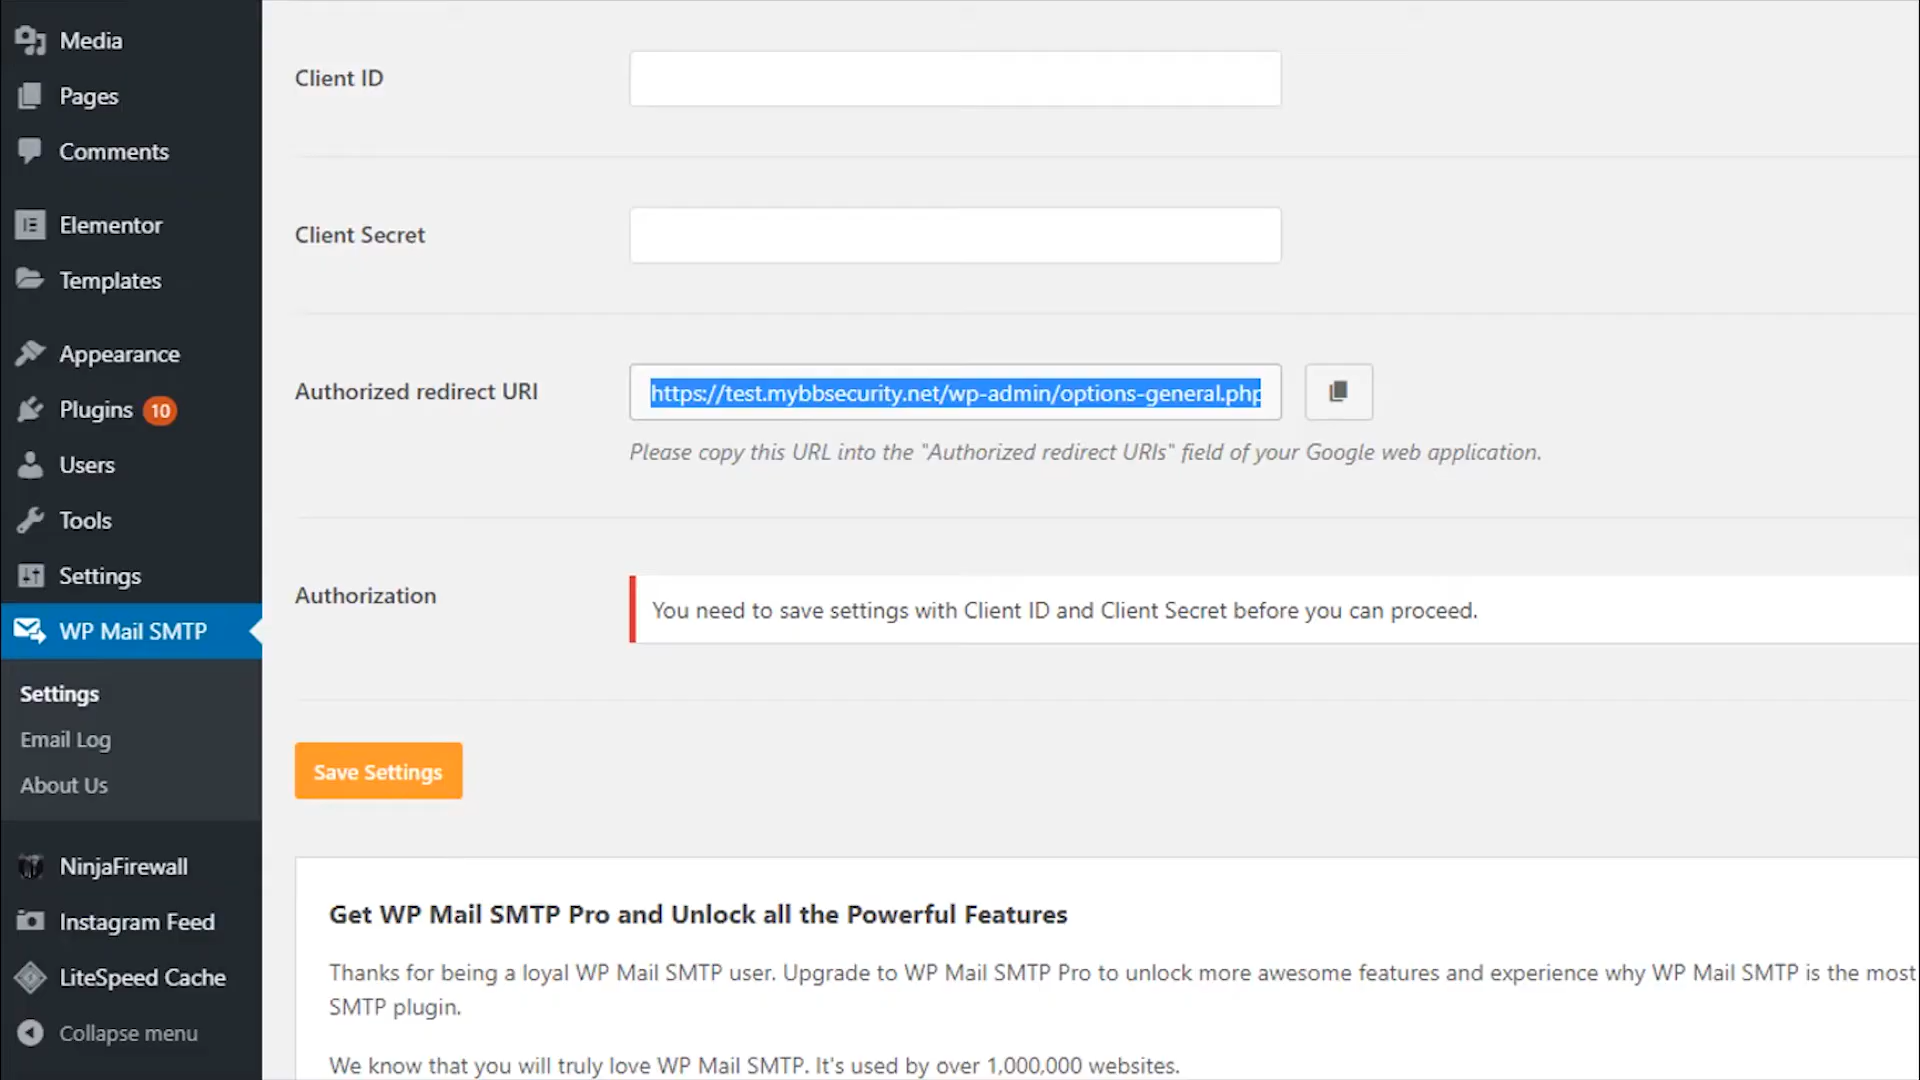 Media
Pages
Comments
Elementor
Templates
Appearance
Plugins 10
Users
Tools
Settings
WP Mail SMTP
Settings
Email Log
About Us
NinjaFirewall
Instagram Feed
LiteSpeed Cache
Collapse menu
Client ID
Client Secret
Authorized redirect URI
https://test.mybbsecurity.net/wp-admin/options-general.php
Please copy this URL into the "Authorized redirect URIs" field of your Google web application.
Authorization
You need to save settings with Client ID and Client Secret before you can proceed.
Save Settings
Get WP Mail SMTP Pro and Unlock all the Powerful Features
Thanks for being a loyal WP Mail SMTP user. Upgrade to WP Mail SMTP Pro to unlock more awesome features and experience why WP Mail SMTP is the most
SMTP plugin.
We know that you will truly love WP Mail SMTP. It's used by over 1,000,000 websites.